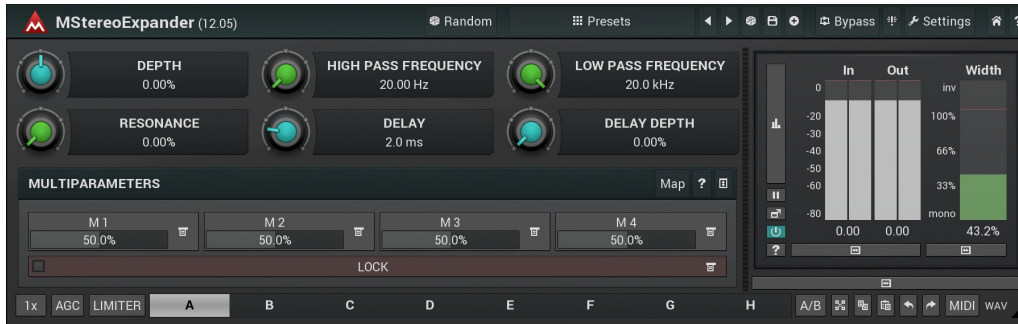 MStereoExpander (12.05) Random Presets Bypass Settings ?
DEPTH
0.00%
HIGH PASS FREQUENCY
20.00 Hz
LOW PASS FREQUENCY
20.0 kHz
RESONANCE
0.00%
DELAY
2.0 ms
DELAY DEPTH
0.00%
MULTIPARAMETERS Map ?
M 1
50.0%
M 2
50.0%
M 3
50.0%
M 4
50.0%
LOCK
In Out Width
0 inv
-20 100%
-30
-40 66%
-50
-60 33%
-80 mono
0.00 0.00 43.2%
?
1x AGC LIMITER A B C D E F G H A/B MIDI WAV